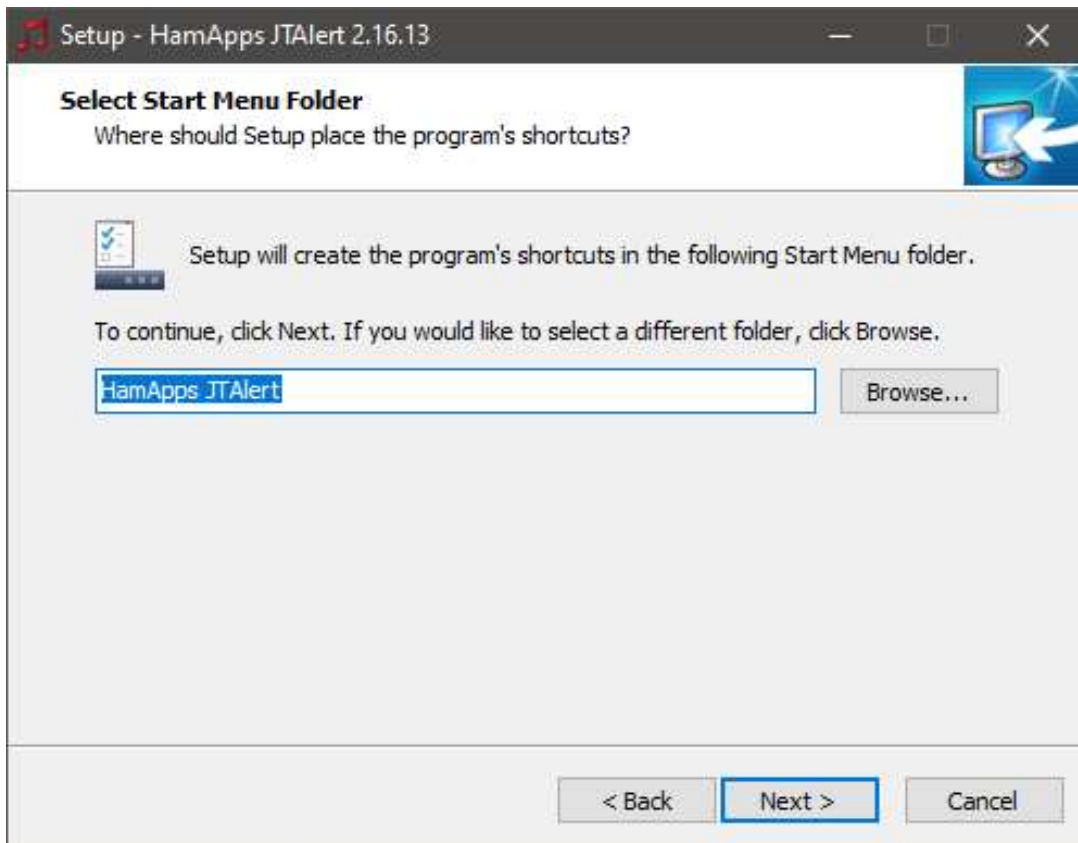 Setup - HamApps JTAlert 2.16.13
Select Start Menu Folder
Where should Setup place the program's shortcuts?
Setup will create the program's shortcuts in the following Start Menu folder.
To continue, click Next. If you would like to select a different folder, click Browse.
HamApps JTAlert
Browse...
< Back
Next >
Cancel